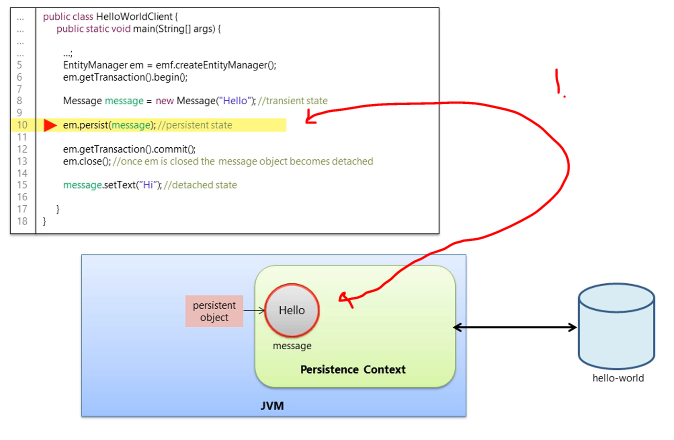 ... public class HelloWorldClient {
... public static void main(String[] args) {
...
... ...;
5 EntityManager em = emf.createEntityManager();
6 em.getTransaction().begin();
7
8 Message message = new Message("Hello"); //transient state
9
10 em.persist(message); //persistent state
11
12 em.getTransaction().commit();
13 em.close(); //once em is closed the message object becomes detached
14
15 message.setText("Hi"); //detached state
16
17 }
18 }
1.
persistent
object
Hello
message
Persistence Context
JVM
hello-world